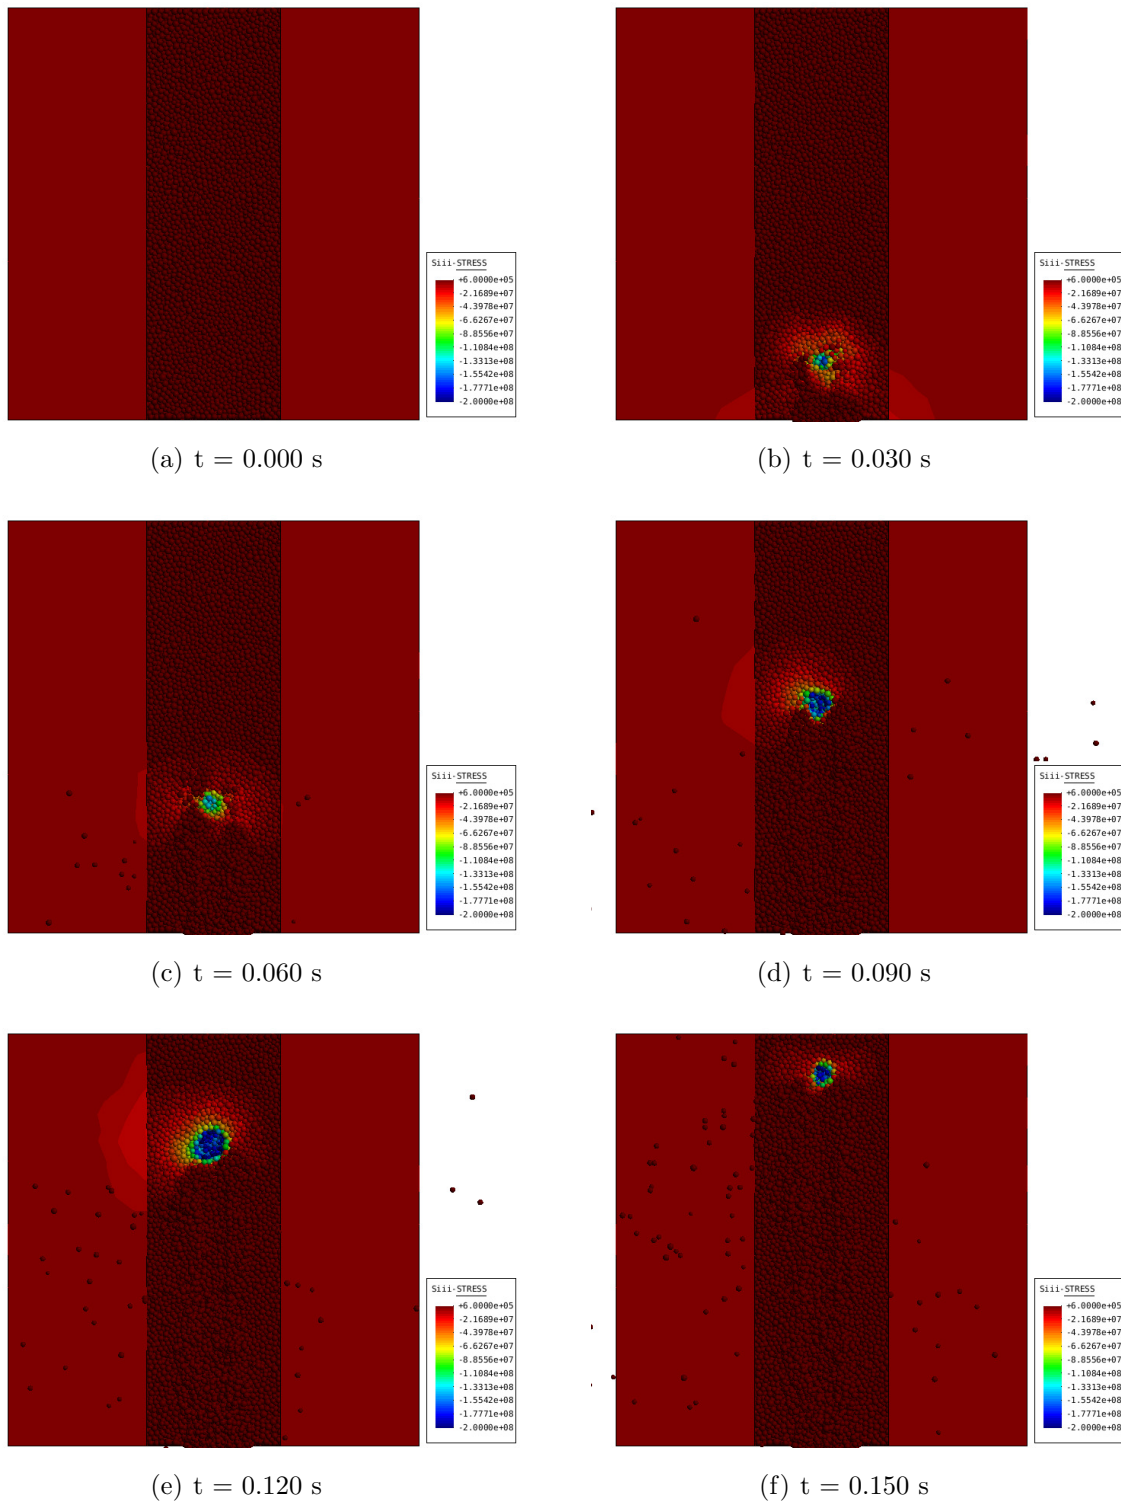 Siii-STRESS
+6.0000e+05
-2.1689e+07
-4.3978e+07
-6.6267e+07
-8.8556e+07
-1.1084e+08
-1.3313e+08
-1.5542e+08
-1.7771e+08
-2.0000e+08
Siii-STRESS
+6.0000e+05
-2.1689e+07
-4.3978e+07
-6.6267e+07
-8.8556e+07
-1.1084e+08
-1.3313e+08
-1.5542e+08
-1.7771e+08
-2.0000e+08
(a) t = 0.000 s
(b) t = 0.030 s
Siii-STRESS
+6.0000e+05
-2.1689e+07
-4.3978e+07
-6.6267e+07
-8.8556e+07
-1.1084e+08
-1.3313e+08
-1.5542e+08
-1.7771e+08
-2.0000e+08
Siii-STRESS
+6.0000e+05
-2.1689e+07
-4.3978e+07
-6.6267e+07
-8.8556e+07
-1.1084e+08
-1.3313e+08
-1.5542e+08
-1.7771e+08
-2.0000e+08
(c) t = 0.060 s
(d) t = 0.090 s
Siii-STRESS
+6.0000e+05
-2.1689e+07
-4.3978e+07
-6.6267e+07
-8.8556e+07
-1.1084e+08
-1.3313e+08
-1.5542e+08
-1.7771e+08
-2.0000e+08
Siii-STRESS
+6.0000e+05
-2.1689e+07
-4.3978e+07
-6.6267e+07
-8.8556e+07
-1.1084e+08
-1.3313e+08
-1.5542e+08
-1.7771e+08
-2.0000e+08
(e) t = 0.120 s
(f) t = 0.150 s